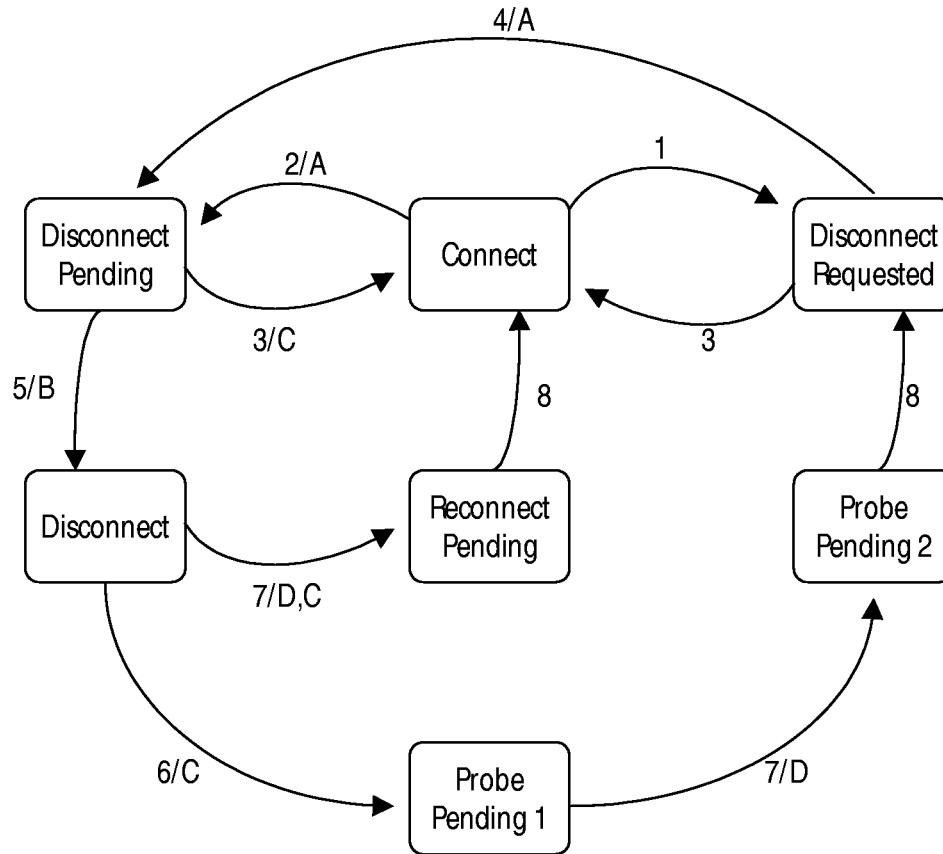 4/A
2/A
1
Disconnect
Pending
Connect
Disconnect
Requested
3/C
3
5/B
8
8
Disconnect
Reconnect
Pending
Probe
Pending 2
7/D,C
6/C
Probe
Pending 1
7/D